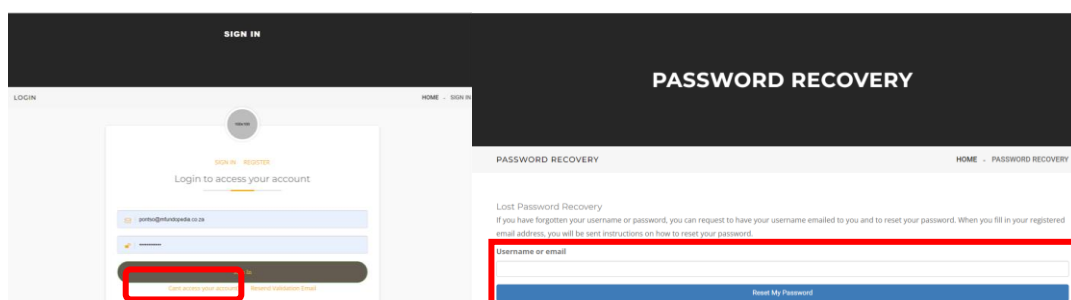 SIGN IN
LOGIN
HOME - SIGN IN
SIGN IN REGISTER
Login to access your account
pontso@mfundopedia.co.za
Cant access your account
Resend Validation Email
PASSWORD RECOVERY
PASSWORD RECOVERY
HOME - PASSWORD RECOVERY
Lost Password Recovery
If you have forgotten your username or password, you can request to have your username emailed to you and to reset your password. When you fill in your registered
email address, you will be sent instructions on how to reset your password.
Username or email
Reset My Password